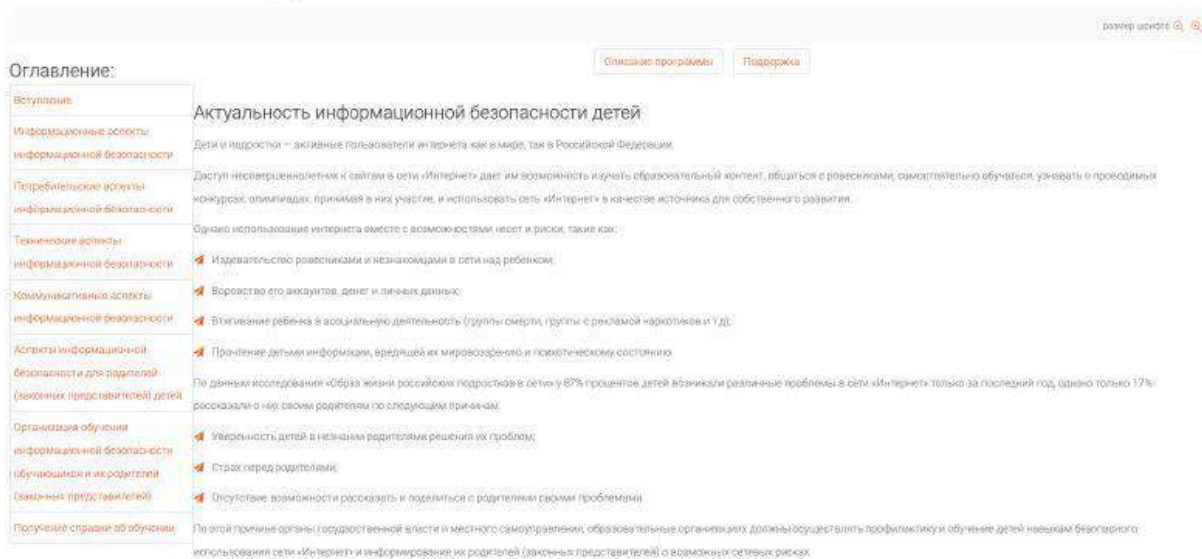 размер шрифта
Описание программы
Подворжка
Оглавление:
Вступление
Информационные аспекты
информационной безопасности
Потребительские аспекты
информационной безопасности
Технические аспекты
информационной безопасности
Коммуникативные аспекты
информационной безопасности
Аспекты информационной
безопасности для родителей
(законных представителей) детей
Организация обучения
информационной безопасности
обучающихся и их родителей
(законных представителей)
Получение справки об обучении
Актуальность информационной безопасности детей
Дети и подростки — активные пользователи интернета как в мире, так в Российской Федерации.
Доступ несовершеннолетних к сайтам в сети «Интернет» дает им возможность изучать образовательный контент, общаться с ровесниками, самостоятельно обучаться, узнавать о проводимых
конкурсах, олимпиадах, принимая в них участие, и использовать сеть «Интернет» в качестве источника для собственного развития.
Однако использование интернета вместе с возможностями несет и риски, такие как:
Издевательство ровесниками и незнакомцами в сети над ребенком;
Воровство его аккаунтов, денег и личных данных;
Втягивание ребенка в асоциальную деятельность (группы смерти, группы с рекламой наркотиков и т.д);
Прочтение детьми информации, вредящей их мировоззрению и психотическому состоянию.
По данным исследования «Образ жизни российских подростков в сети» у 87% процентов детей возникали различные проблемы в сети «Интернет» только за последний год, однако только 17%
рассказали о них своим родителям по следующим причинам:
Уверенность детей в незнании родителями решения их проблем;
Страх перед родителями;
Отсутствие возможности рассказать и поделиться с родителями своими проблемами.
По этой причине органы государственной власти и местного самоуправлении, образовательные организациях должны осуществлять профилактику и обучение детей навыкам безопасного
использования сети «Интернет» и информирование их родителей (законных представителей) о возможных сетевых рисках.